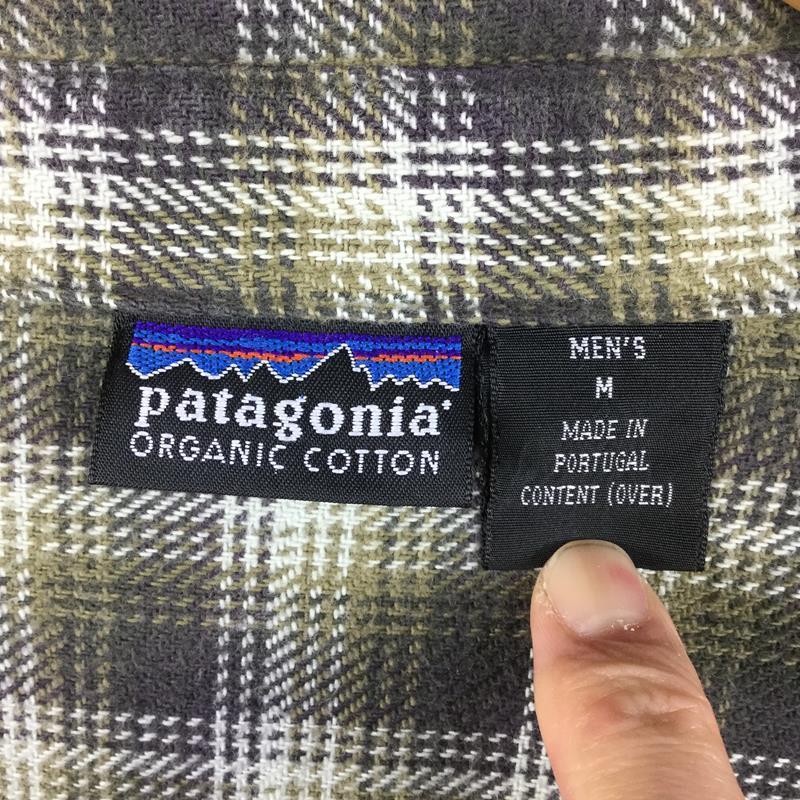 patagonia®
ORGANIC COTTON
MEN'S
M
MADE IN
PORTUGAL
CONTENT (OVER)